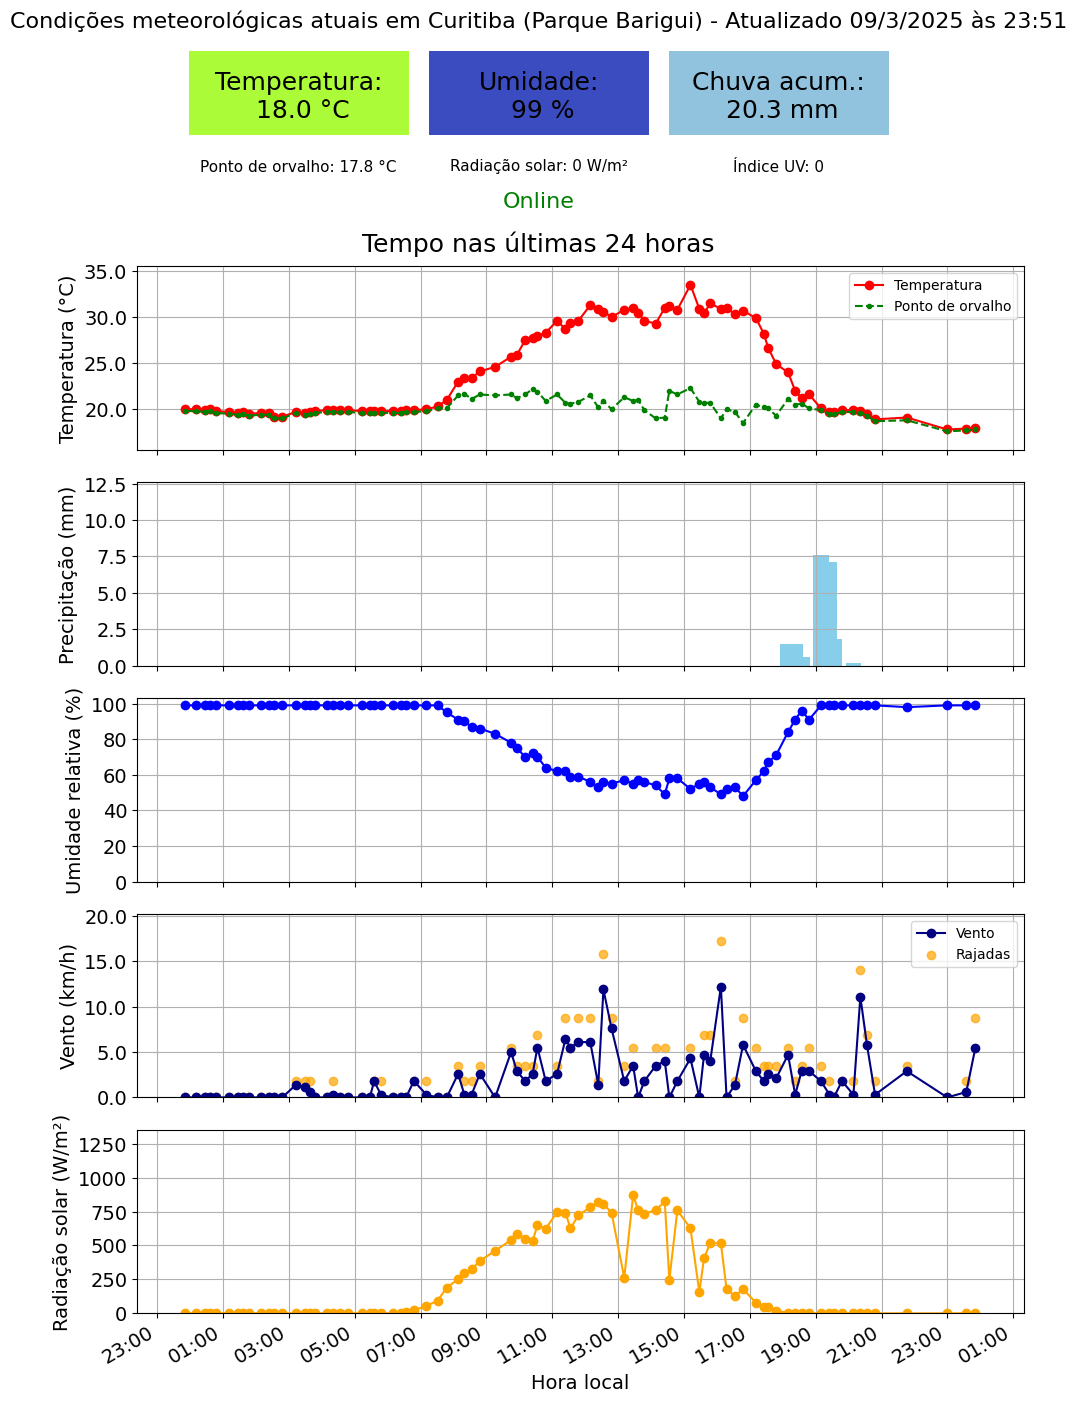 Condições meteorológicas atuais em Curitiba (Parque Barigui) - Atualizado 09/3/2025 às 23:51
Temperatura:
18.0 °C
Umidade:
99 %
Chuva acum.:
20.3 mm
Ponto de orvalho: 17.8 °C
Radiação solar: 0 W/m²
Índice UV: 0
Online
Tempo nas últimas 24 horas
Temperatura (°C)
35.0
30.0
25.0
20.0
Temperatura
Ponto de orvalho
Precipitação (mm)
12.5
10.0
7.5
5.0
2.5
0.0
Umidade relativa (%)
100
80
60
40
20
0
Vento (km/h)
20.0
15.0
10.0
5.0
0.0
Vento
Rajadas
Radiação solar (W/m²)
1250
1000
750
500
250
0
23:00 01:00 03:00 05:00 07:00 09:00 11:00 13:00 15:00 17:00 19:00 21:00 23:00 01:00
Hora local